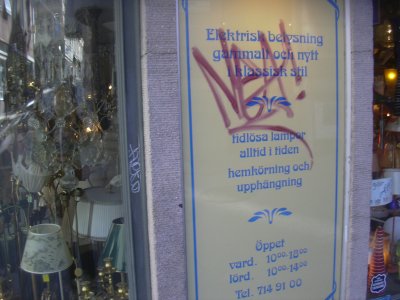 Elektrisk belysning
gammalt och nytt
i klassisk stil
tidlösa lampor
alltid i tiden
hemkörning och
upphängning
Öppet
vard. 10⁰⁰-18⁰⁰
lörd. 10⁰⁰-14⁰⁰
Tel. 714 91 00